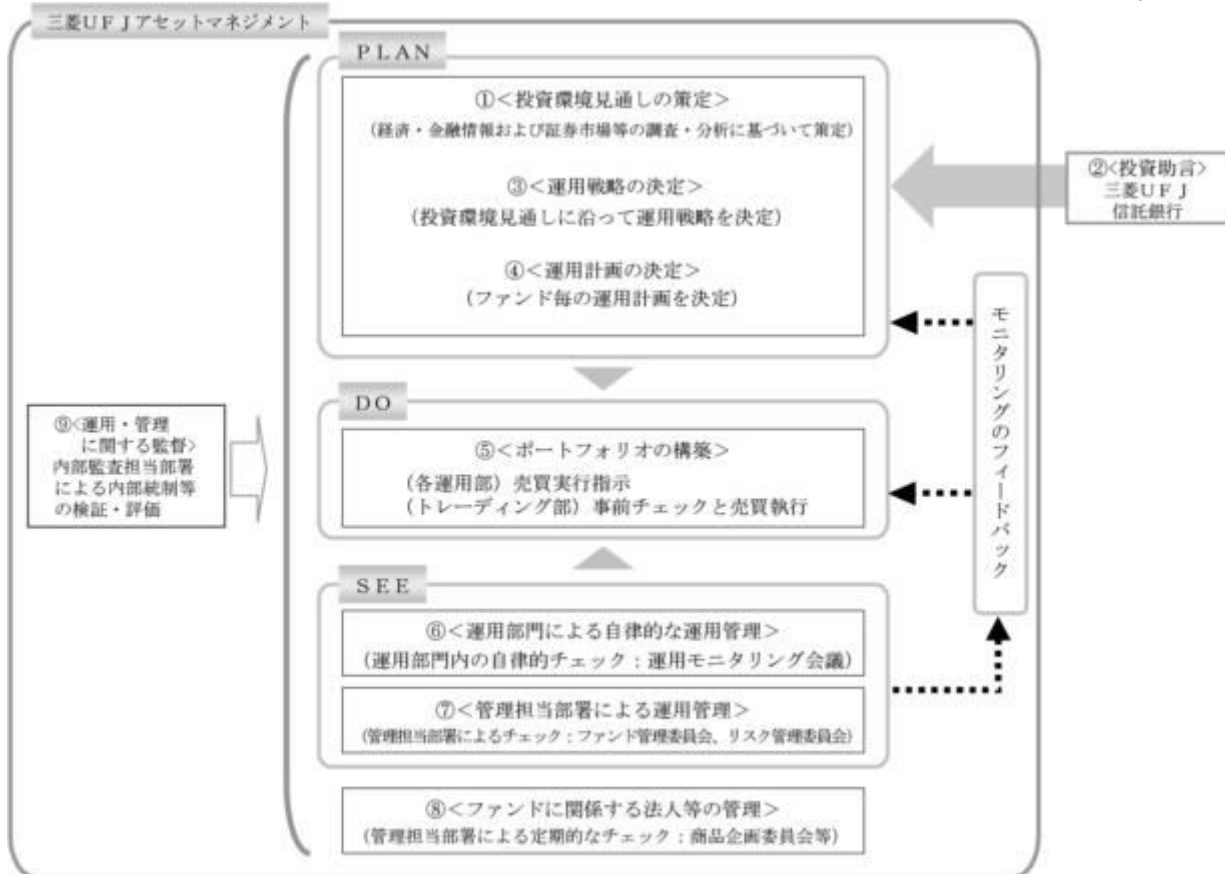 三菱UFJアセットマネジメント
PLAN
①<投資環境見通しの策定>
(経済・金融情報および証券市場等の調査・分析に基づいて策定)
③<運用戦略の決定>
(投資環境見通しに沿って運用戦略を決定)
④<運用計画の決定>
(ファンド毎の運用計画を決定)
②<投資助言>
三菱UFJ
信託銀行
モニタリングのフィードバック
DO
⑤<ポートフォリオの構築>
(各運用部) 売買実行指示
(トレーディング部) 事前チェックと売買執行
⑨<運用・管理
に関する監督>
内部監査担当部署
による内部統制等
の検証・評価
SEE
⑥<運用部門による自律的な運用管理>
(運用部門内の自律的チェック:運用モニタリング会議)
⑦<管理担当部署による運用管理>
(管理担当部署によるチェック:ファンド管理委員会、リスク管理委員会)
⑧<ファンドに関係する法人等の管理>
(管理担当部署による定期的なチェック:商品企画委員会等)